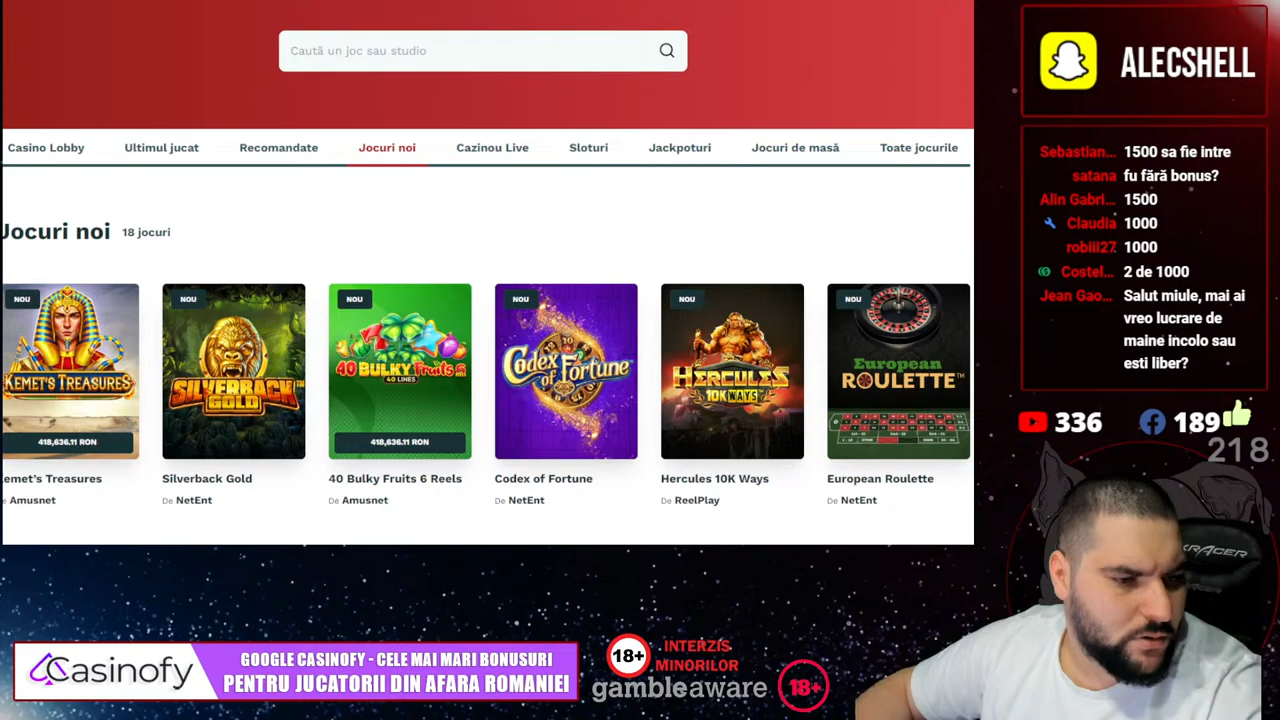 Caută un joc sau studio
Casino Lobby
Ultimul jucat
Recomandate
Jocuri noi
Cazinou Live
Sloturi
Jackpoturi
Jocuri de masă
Toate jocurile
Jocuri noi
18 jocuri
NOU
KEMET'S TREASURES
418,636.11 RON
NOU
SILVERBACK
GOLD
NOU
40 BULKY FRUITS 6
40 LINES
418,636.11 RON
NOU
CODEX
OF FORTUNE
NOU
HERCULES
10K WAYS
NOU
European
ROULETTE™
emet's Treasures
Amusnet
Silverback Gold
De NetEnt
40 Bulky Fruits 6 Reels
De Amusnet
Codex of Fortune
De NetEnt
Hercules 10K Ways
De ReelPlay
European Roulette
De NetEnt
ALECSHELL
Sebastian... 1500 sa fie intre
satana fu fără bonus?
Alin Gabri... 1500
Claudia 1000
robiii27 1000
Costel... 2 de 1000
Jean Gao... Salut miule, mai ai
vreo lucrare de
maine incolo sau
esti liber?
336
189
218
XRACER
Casinofy
GOOGLE CASINOFY - CELE MAI MARI BONUSURI
PENTRU JUCATORII DIN AFARA ROMANIEI
18+
INTERZIS
MINORILOR
gambleaware
18+